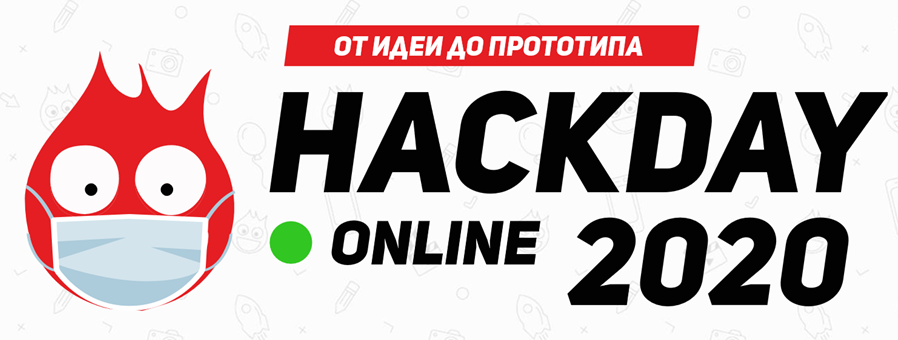 ОТ ИДЕИ ДО ПРОТОТИПА
HACKDAY
ONLINE 2020